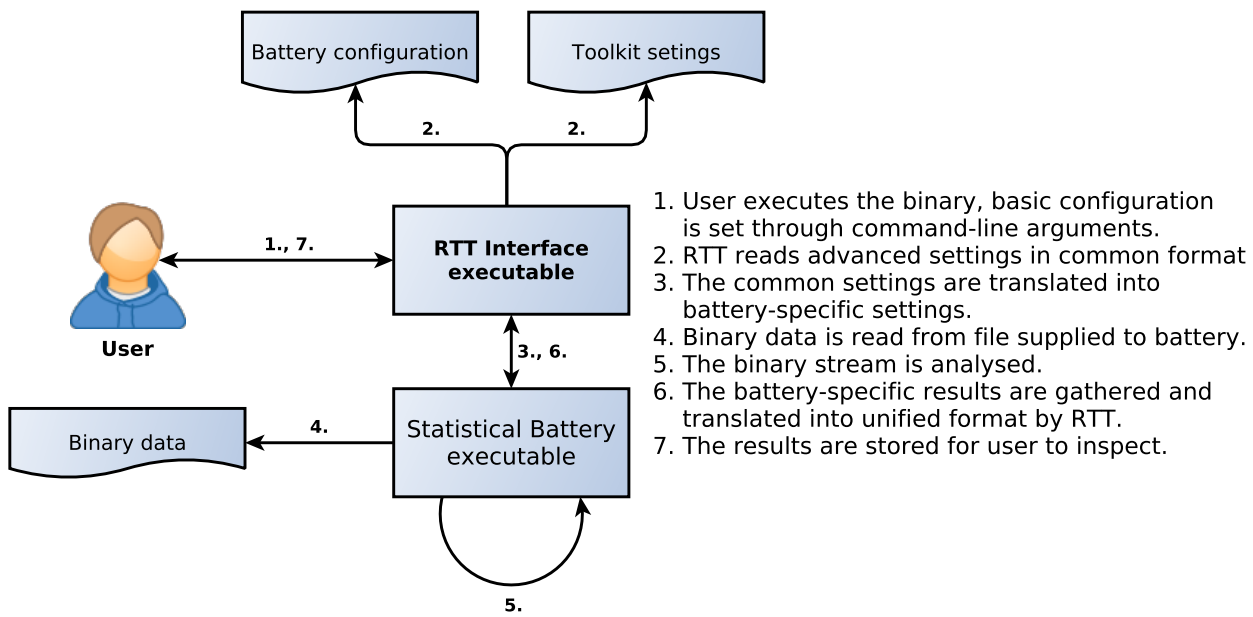 Battery configuration
Toolkit setings
2.
2.
1., 7.
RTT Interface
executable
User
3., 6.
Binary data
4.
Statistical Battery
executable
5.
1. User executes the binary, basic configuration
is set through command-line arguments.
2. RTT reads advanced settings in common format
3. The common settings are translated into
battery-specific settings.
4. Binary data is read from file supplied to battery.
5. The binary stream is analysed.
6. The battery-specific results are gathered and
translated into unified format by RTT.
7. The results are stored for user to inspect.